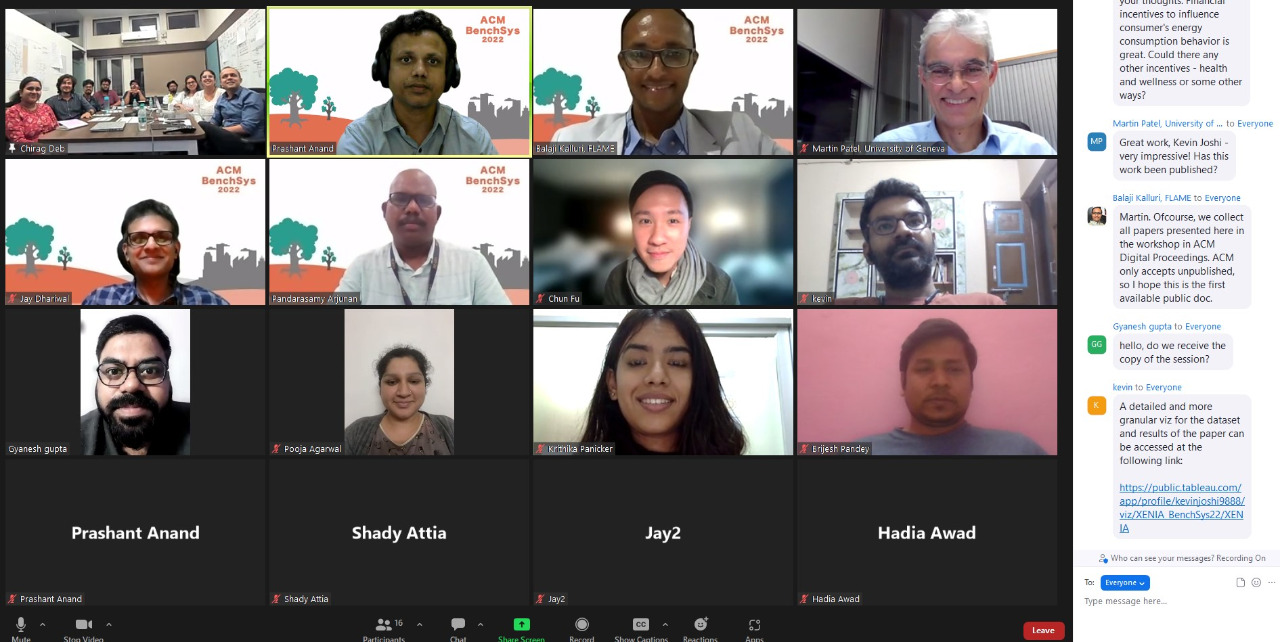 Chirag Deb
ACM
BenchSys
2022
Prashant Anand
ACM
BenchSys
2022
Balaji Kalluri, FLAME
Martin Patel, University of Geneva
Jay Dhariwal
ACM
BenchSys
2022
ACM
BenchSys
2022
Pandarasamy Arjunan
Chun Fu
kevin
Gyanesh gupta
Pooja Agarwal
Krithika Panicker
Brijesh Pandey
Prashant Anand
Prashant Anand
Shady Attia
Shady Attia
Jay2
Jay2
Hadia Awad
Hadia Awad
Mute
Stop Video
Participants
16
Chat
Share Screen
Record
CC
Show Captions
Reactions
Apps
Leave
your thoughts. Financial
incentives to influence
consumer's energy
consumption behavior is
great. Could there any
other incentives - health
and wellness or some other
ways?
Martin Patel, University of ... to Everyone
MP
Great work, Kevin Joshi -
very impressive! Has this
work been published?
Balaji Kalluri, FLAME to Everyone
Martin. Ofcourse, we collect
all papers presented here in
the workshop in ACM
Digital Proceedings. ACM
only accepts unpublished,
so I hope this is the first
available public doc.
Gyanesh gupta to Everyone
GG
hello, do we receive the
copy of the session?
kevin to Everyone
K
A detailed and more
granular viz for the dataset
and results of the paper can
be accessed at the
following link:
https://public.tableau.com/
app/profile/kevinjoshi9888/
viz/XENIA_BenchSys22/XEN
IA
Who can see your messages? Recording On
To: Everyone
Type message here...